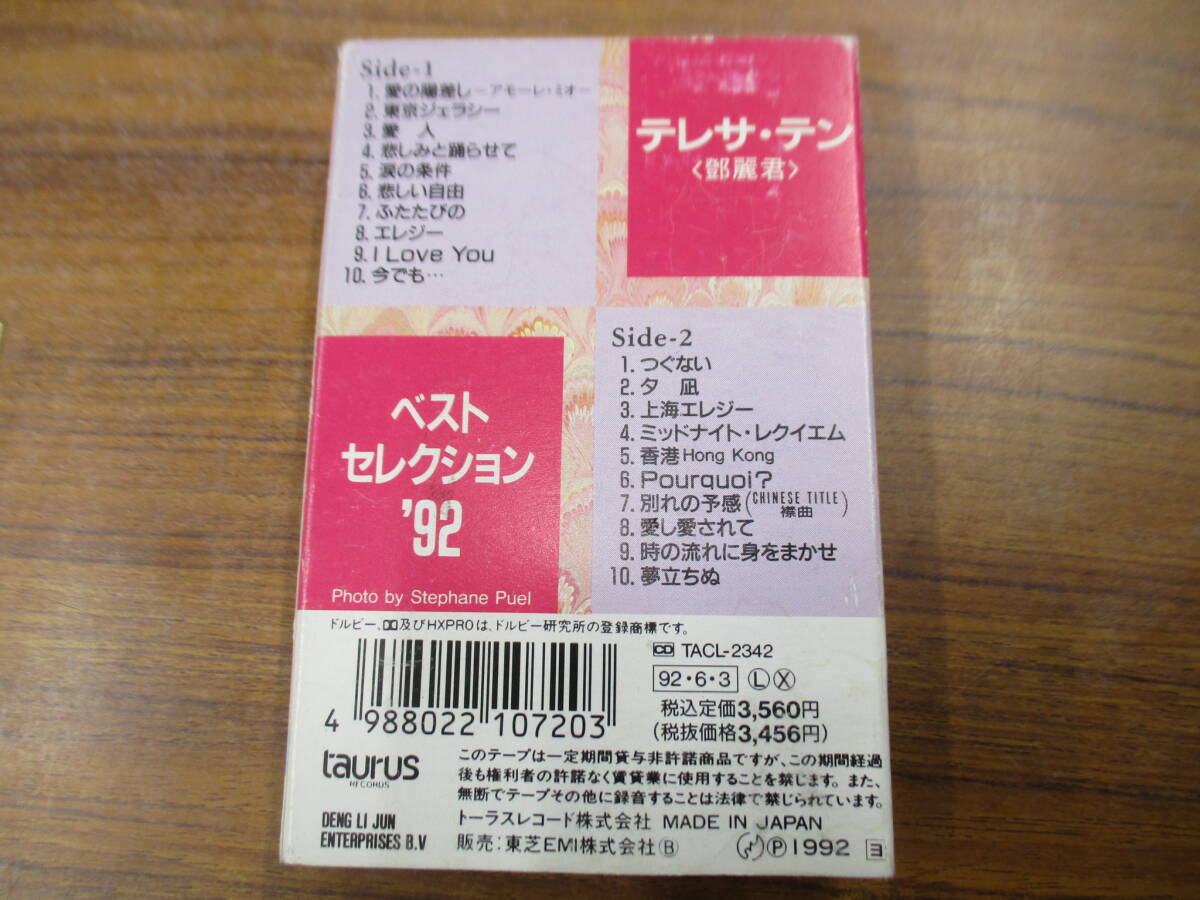 Side-1
1. 愛の陽差し－アモーレ・ミオ－
2. 東京ジェラシー
3. 愛　人
4. 悲しみと踊らせて
5. 涙の条件
6. 悲しい自由
7. ふたたびの
8. エレジー
9. I Love You
10. 今でも…
テレサ・テン
〈鄧麗君〉
ベスト
セレクション
'92
Photo by Stephane Puel
Side-2
1. つぐない
2. 夕　凪
3. 上海エレジー
4. ミッドナイト・レクイエム
5. 香港 Hong Kong
6. Pourquoi?
7. 別れの予感(CHINESE TITLE 襟曲)
8. 愛し愛されて
9. 時の流れに身をまかせ
10. 夢立ちぬ
ドルビー、及びHXPROは、ドルビー研究所の登録商標です。
4 988022 107203
CD TACL-2342
92・6・3 Ⓛ Ⓧ
税込定価3,560円
(税抜価格3,456円)
taurus
RECORDS
このテープは一定期間貸与非許諾商品ですが、この期間経過
後も権利者の許諾なく賃貸業に使用することを禁じます。また、
無断でテープその他に録音することは法律で禁じられています。
DENG LI JUN
ENTERPRISES B.V
トーラスレコード株式会社 MADE IN JAPAN
販売：東芝EMI株式会社Ⓑ
Ⓟ1992 ヨ